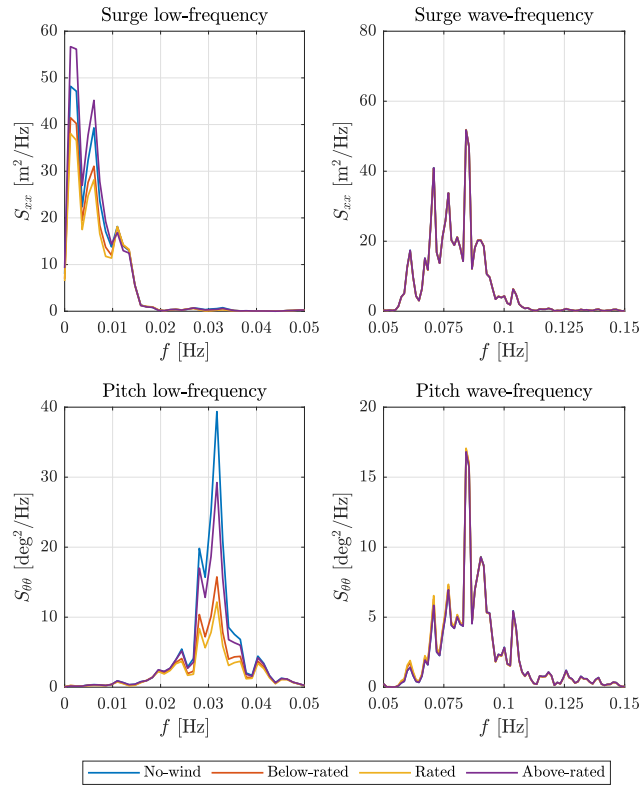 Surge low-frequency
60
50
40
30
20
10
0
S_xx [m²/Hz]
0 0.01 0.02 0.03 0.04 0.05
f [Hz]
Surge wave-frequency
80
60
40
20
0
S_xx [m²/Hz]
0.05 0.075 0.1 0.125 0.15
f [Hz]
Pitch low-frequency
40
30
20
10
0
S_θθ [deg²/Hz]
0 0.01 0.02 0.03 0.04 0.05
f [Hz]
Pitch wave-frequency
20
15
10
5
0
S_θθ [deg²/Hz]
0.05 0.075 0.1 0.125 0.15
f [Hz]
No-wind Below-rated Rated Above-rated